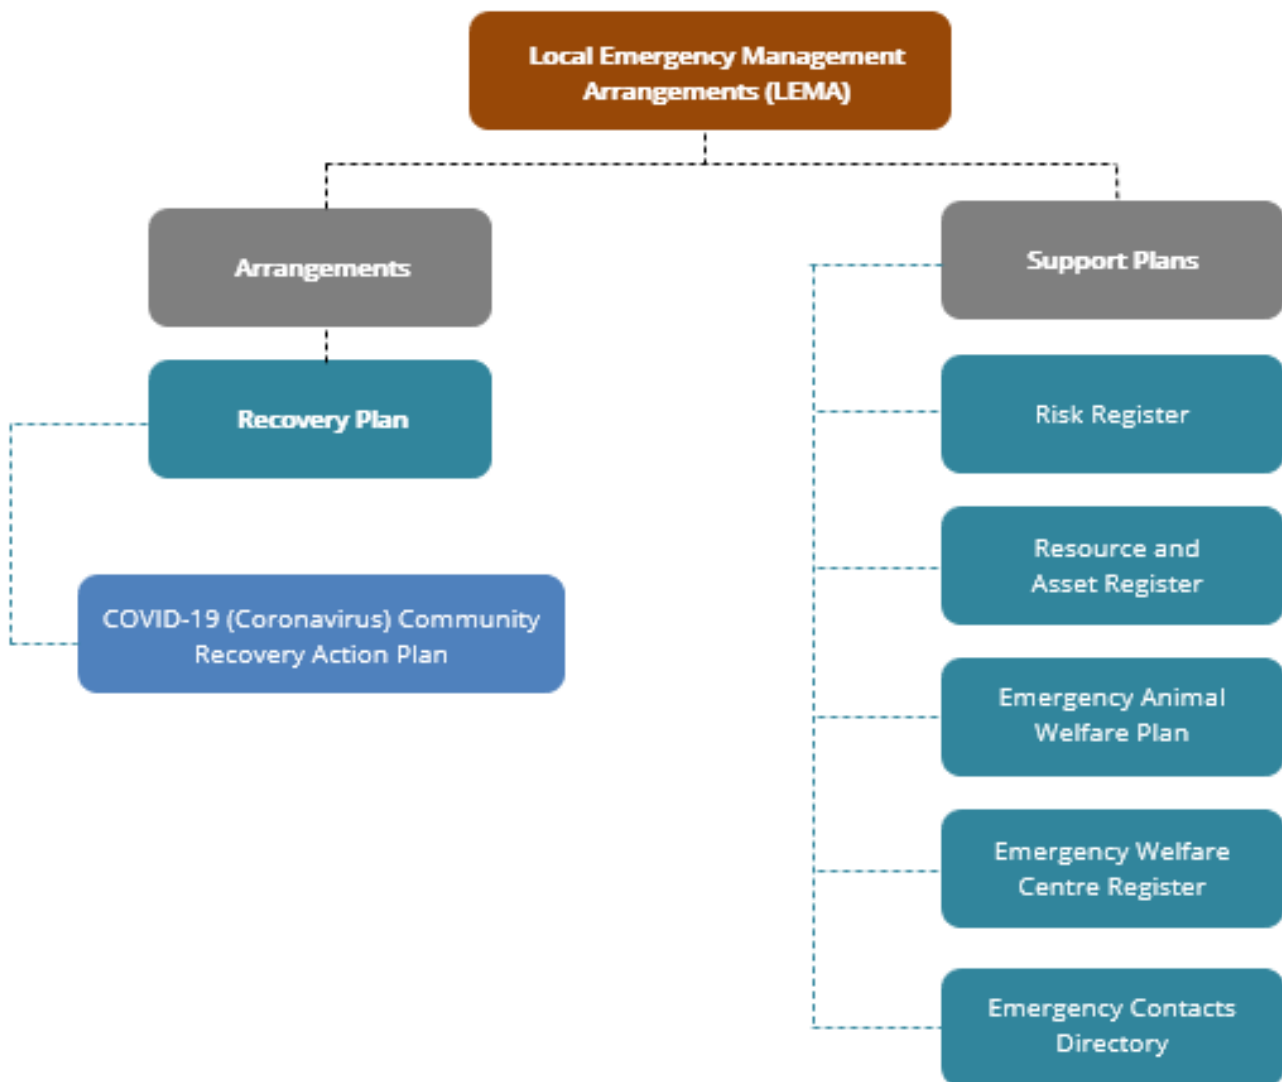 Local Emergency Management
Arrangements (LEMA)
Arrangements
Recovery Plan
COVID-19 (Coronavirus) Community
Recovery Action Plan
Support Plans
Risk Register
Resource and
Asset Register
Emergency Animal
Welfare Plan
Emergency Welfare
Centre Register
Emergency Contacts
Directory